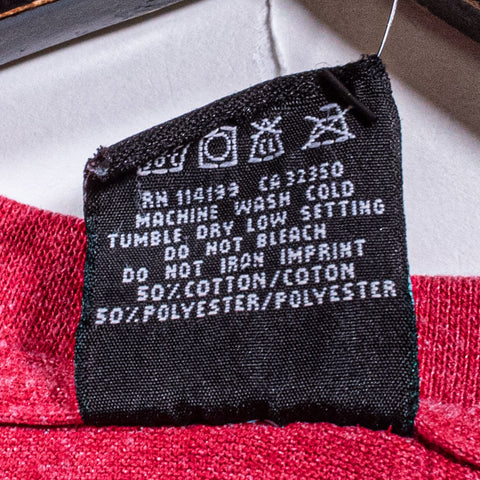 RN 114199 CA 32350
MACHINE WASH COLD
TUMBLE DRY LOW SETTING
DO NOT BLEACH
DO NOT IRON IMPRINT
50% COTTON/COTON
50% POLYESTER/POLYESTER